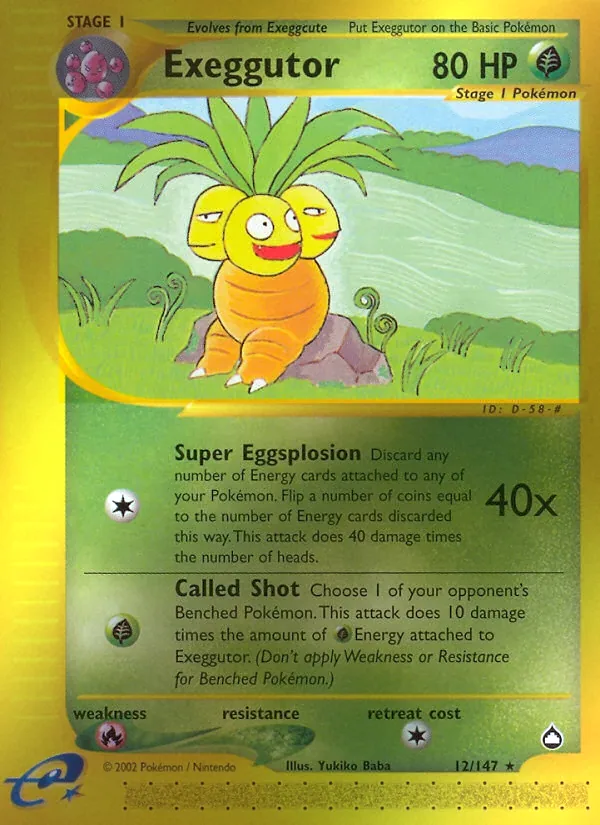 STAGE 1
Evolves from Exeggcute Put Exeggutor on the Basic Pokémon
Exeggutor 80 HP
Stage 1 Pokémon
ID: D-58-#
Super Eggsplosion Discard any
number of Energy cards attached to any of
your Pokémon. Flip a number of coins equal
to the number of Energy cards discarded
this way. This attack does 40 damage times
the number of heads.
40x
Called Shot Choose 1 of your opponent's
Benched Pokémon. This attack does 10 damage
times the amount of Energy attached to
Exeggutor. (Don't apply Weakness or Resistance
for Benched Pokémon.)
weakness resistance retreat cost
© 2002 Pokémon / Nintendo Illus. Yukiko Baba 12/147 ★
e